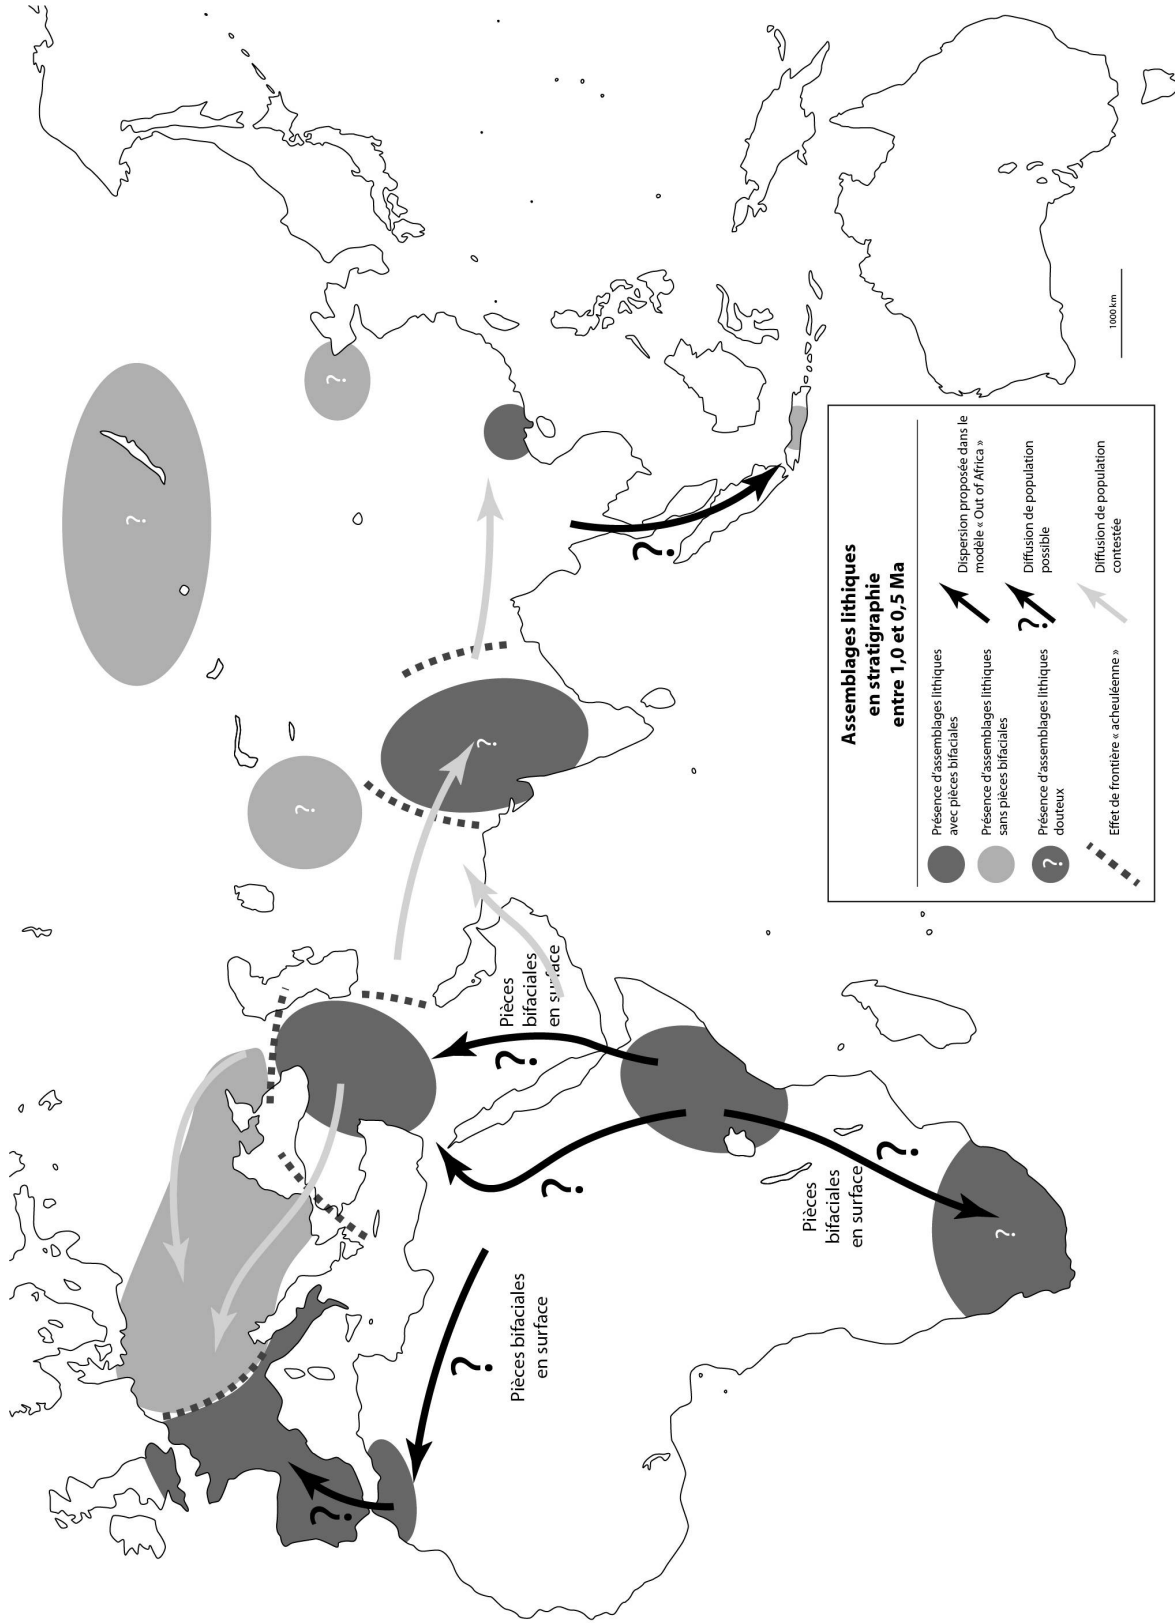 ?
?
?
?
?
?
Pièces
bifaciales
en surface
?
?
Pièces bifaciales
en surface
?
?
Pièces
bifaciales
en surface
?
?
1000 km
Assemblages lithiques
en stratigraphie
entre 1,0 et 0,5 Ma
Présence d'assemblages lithiques
avec pièces bifaciales
Présence d'assemblages lithiques
sans pièces bifaciales
?
Présence d'assemblages lithiques
douteux
Effet de frontière « acheuléenne »
Dispersion proposée dans le
modèle « Out of Africa »
?
Diffusion de population
possible
Diffusion de population
contestée